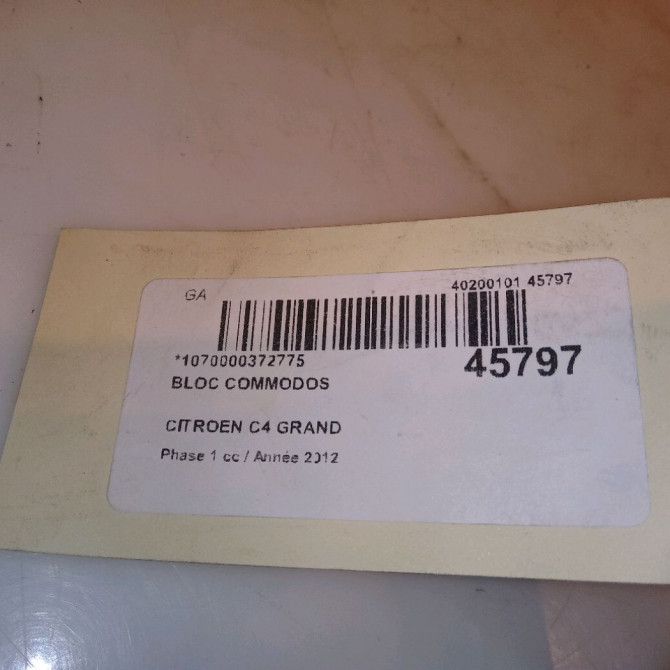 GA 40200101 45797
*1070000372775 45797
BLOC COMMODOS
CITROEN C4 GRAND
Phase 1 cc / Année 2012